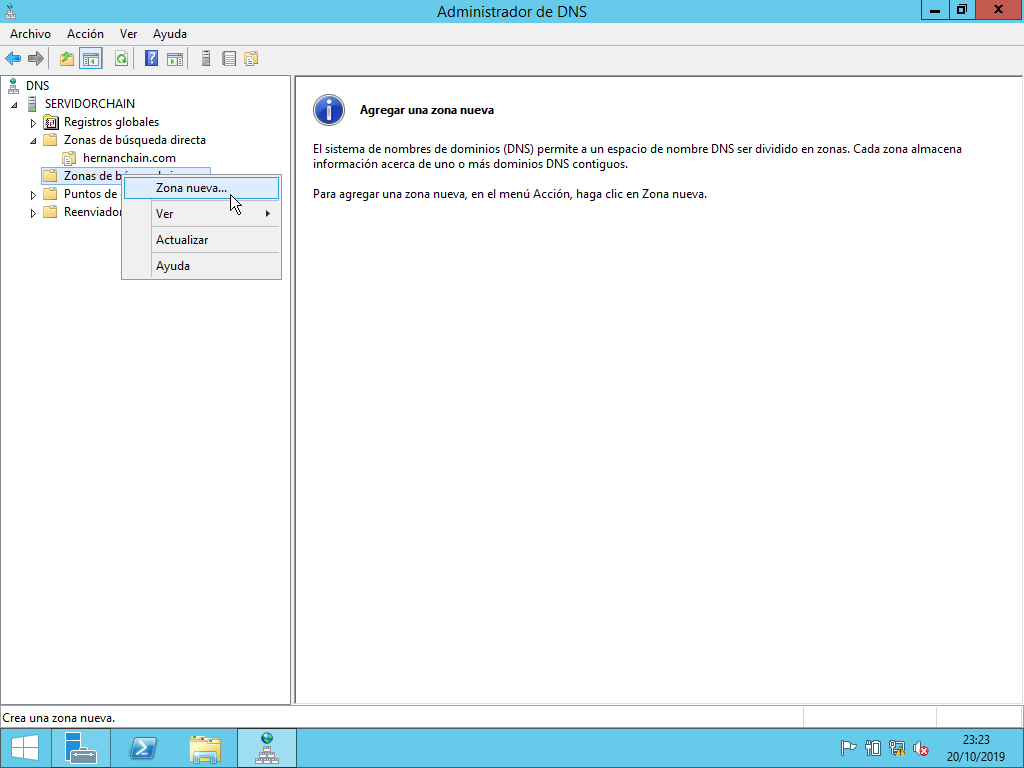 Administrador de DNS
Archivo Acción Ver Ayuda
DNS
SERVIDORCHAIN
Registros globales
Zonas de búsqueda directa
hernanchain.com
Zonas de
Puntos de
Zona nueva...
Ver
Actualizar
Ayuda
Agregar una zona nueva
El sistema de nombres de dominios (DNS) permite a un espacio de nombre DNS ser dividido en zonas. Cada zona almacena
información acerca de uno o más dominios DNS contiguos.
Para agregar una zona nueva, en el menú Acción, haga clic en Zona nueva.
Crea una zona nueva.
23:23
20/10/2019